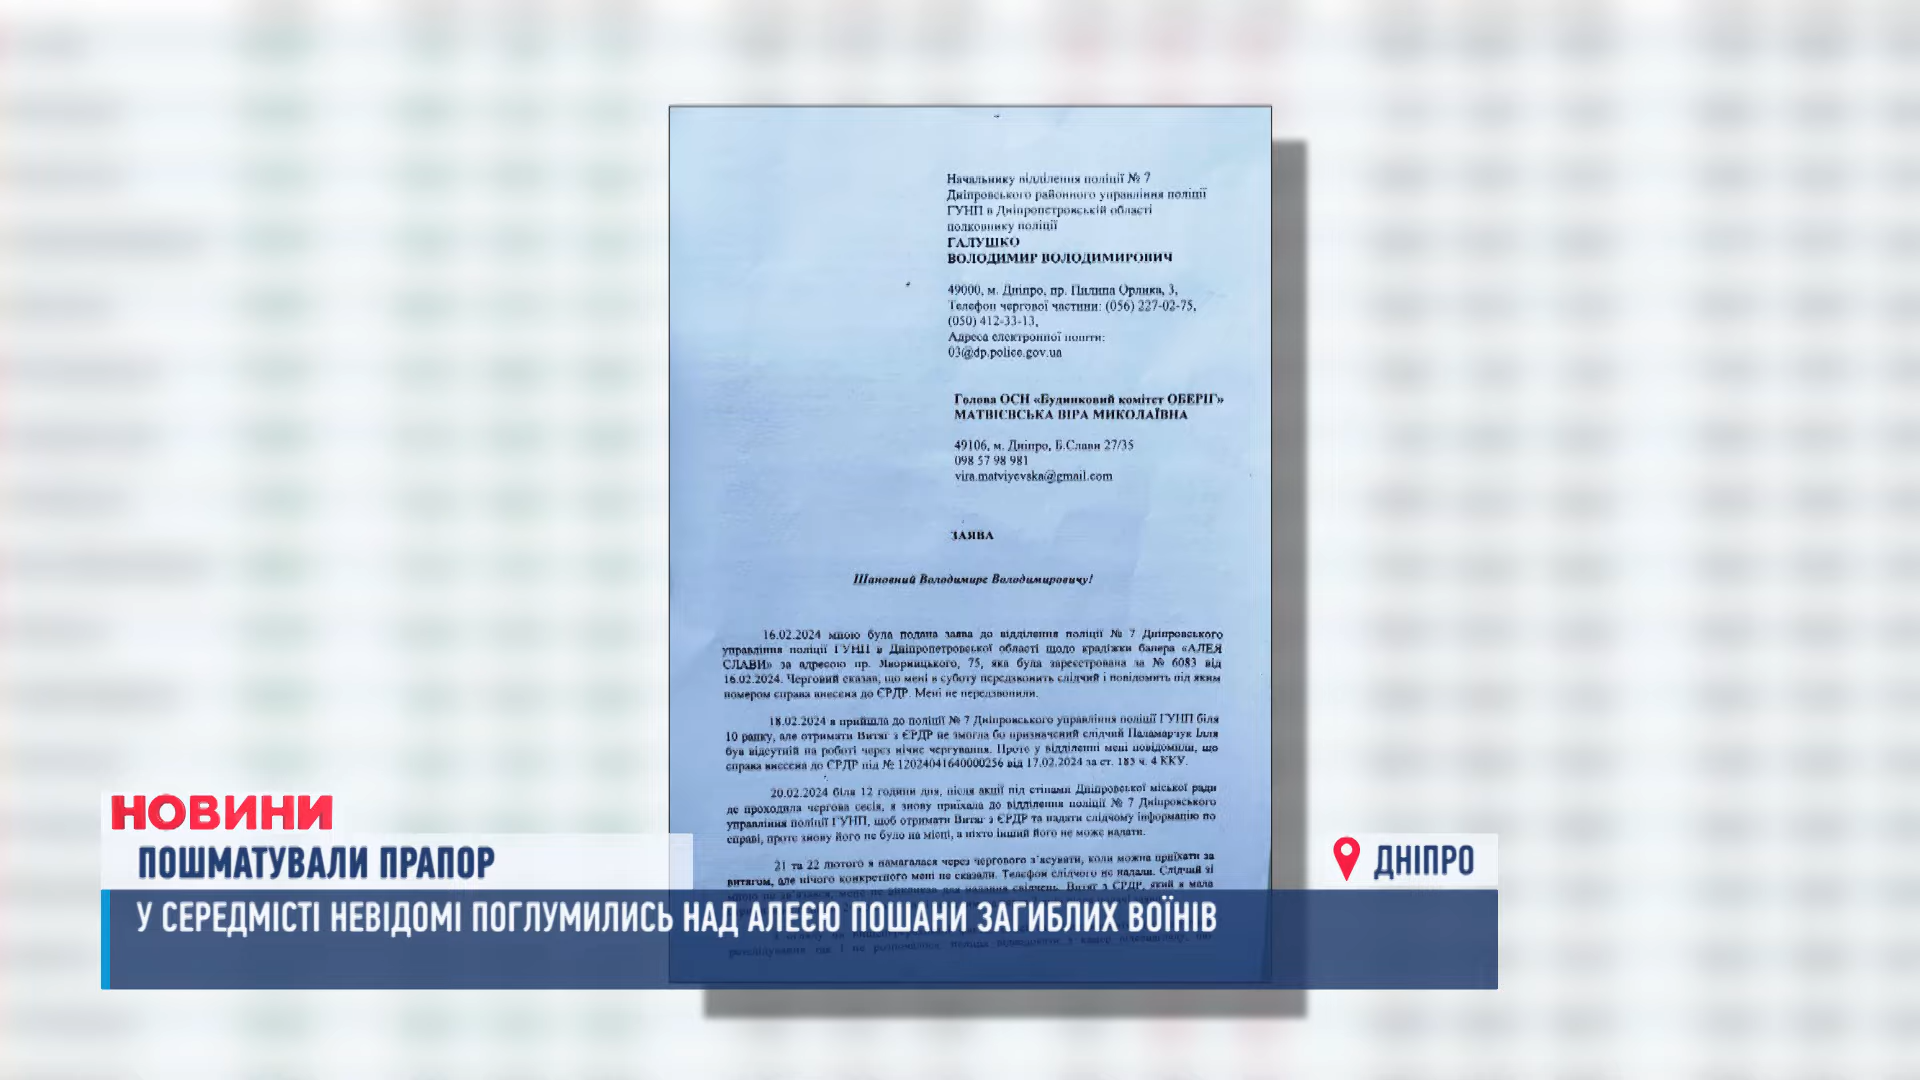 Начальнику відділення поліції № 7
Дніпровського районного управління поліції
ГУНП в Дніпропетровській області
полковнику поліції
ГАЛУШКО
ВОЛОДИМИР ВОЛОДИМИРОВИЧ
49000, м. Дніпро, пр. Пилипа Орлика, 3,
Телефон чергової частини: (056) 227-02-75,
(050) 412-33-13,
Адреса електронної пошти:
03@dp.police.gov.ua
Голова ОСН «Будинковий комітет ОБЕРІГ»
МАТВІЄВСЬКА ВІРА МИКОЛАЇВНА
49106, м. Дніпро, Б.Слави 27/35
098 57 98 981
vira.matviyevska@gmail.com
ЗАЯВА
Шановний Володимире Володимировичу!
16.02.2024 мною була подана заява до відділення поліції № 7 Дніпровського
управління поліції ГУНП в Дніпропетровської області щодо крадіжки банера «АЛЕЯ
СЛАВИ» за адресою пр. Яворницького, 75, яка була зареєстрована за № 6083 від
16.02.2024. Черговий сказав, що мені в суботу передзвонить слідчий і повідомить під яким
номером справа внесена до ЄРДР. Мені не передзвонили.
18.02.2024 я прийшла до поліції № 7 Дніпровського управління поліції ГУНП біля
10 ранку, але отримати Витяг з ЄРДР не змогла бо призначений слідчий Паламарчук Ілля
був відсутній на роботі через нічне чергування. Проте у відділенні мені повідомили, що
справа внесена до ЄРДР під № 12024041640000256 від 17.02.2024 за ст. 185 ч. 4 ККУ.
20.02.2024 біля 12 години дня, після акції під стінами Дніпровської міської ради
де проходила чергова сесія, я знову приїхала до відділення поліції № 7 Дніпровського
управління поліції ГУНП, щоб отримати Витяг з ЄРДР та надати слідчому інформацію по
справі, проте знову його не було на місці, а ніхто інший його не може надати.
21 та 22 лютого я намагалася через чергового з'ясувати, коли можна приїхати за
витягом, але нічого конкретного мені не сказали. Телефон слідчого не надали. Слідчий зі
НОВИНИ
ПОШМАТУВАЛИ ПРАПОР
ДНІПРО
У СЕРЕДМІСТІ НЕВІДОМІ ПОГЛУМИЛИСЬ НАД АЛЕЄЮ ПОШАНИ ЗАГИБЛИХ ВОЇНІВ